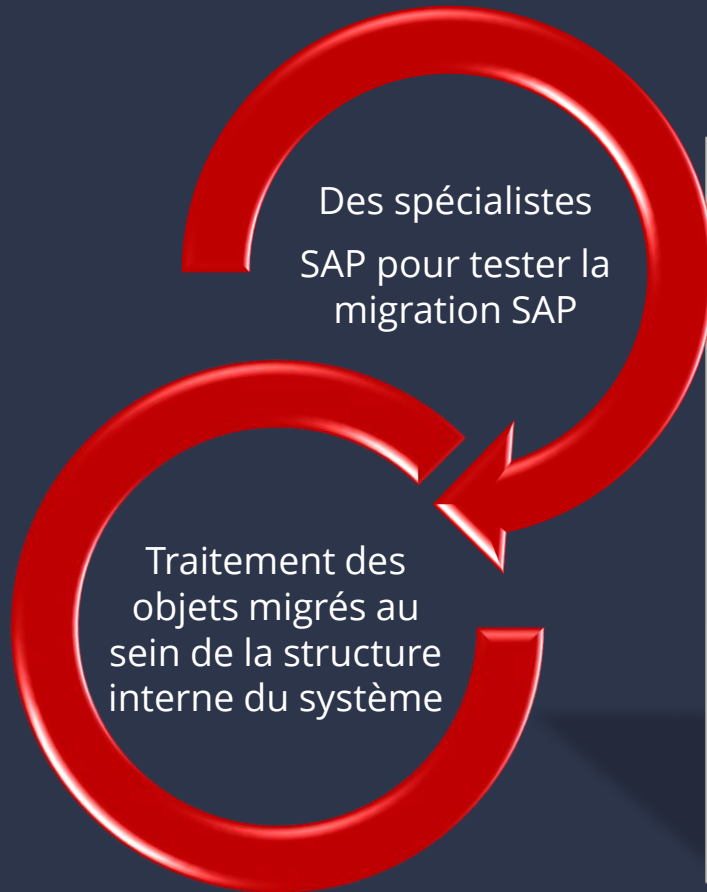 Des spécialistes
SAP pour tester la
migration SAP
Traitement des
objets migrés au
sein de la structure
interne du système